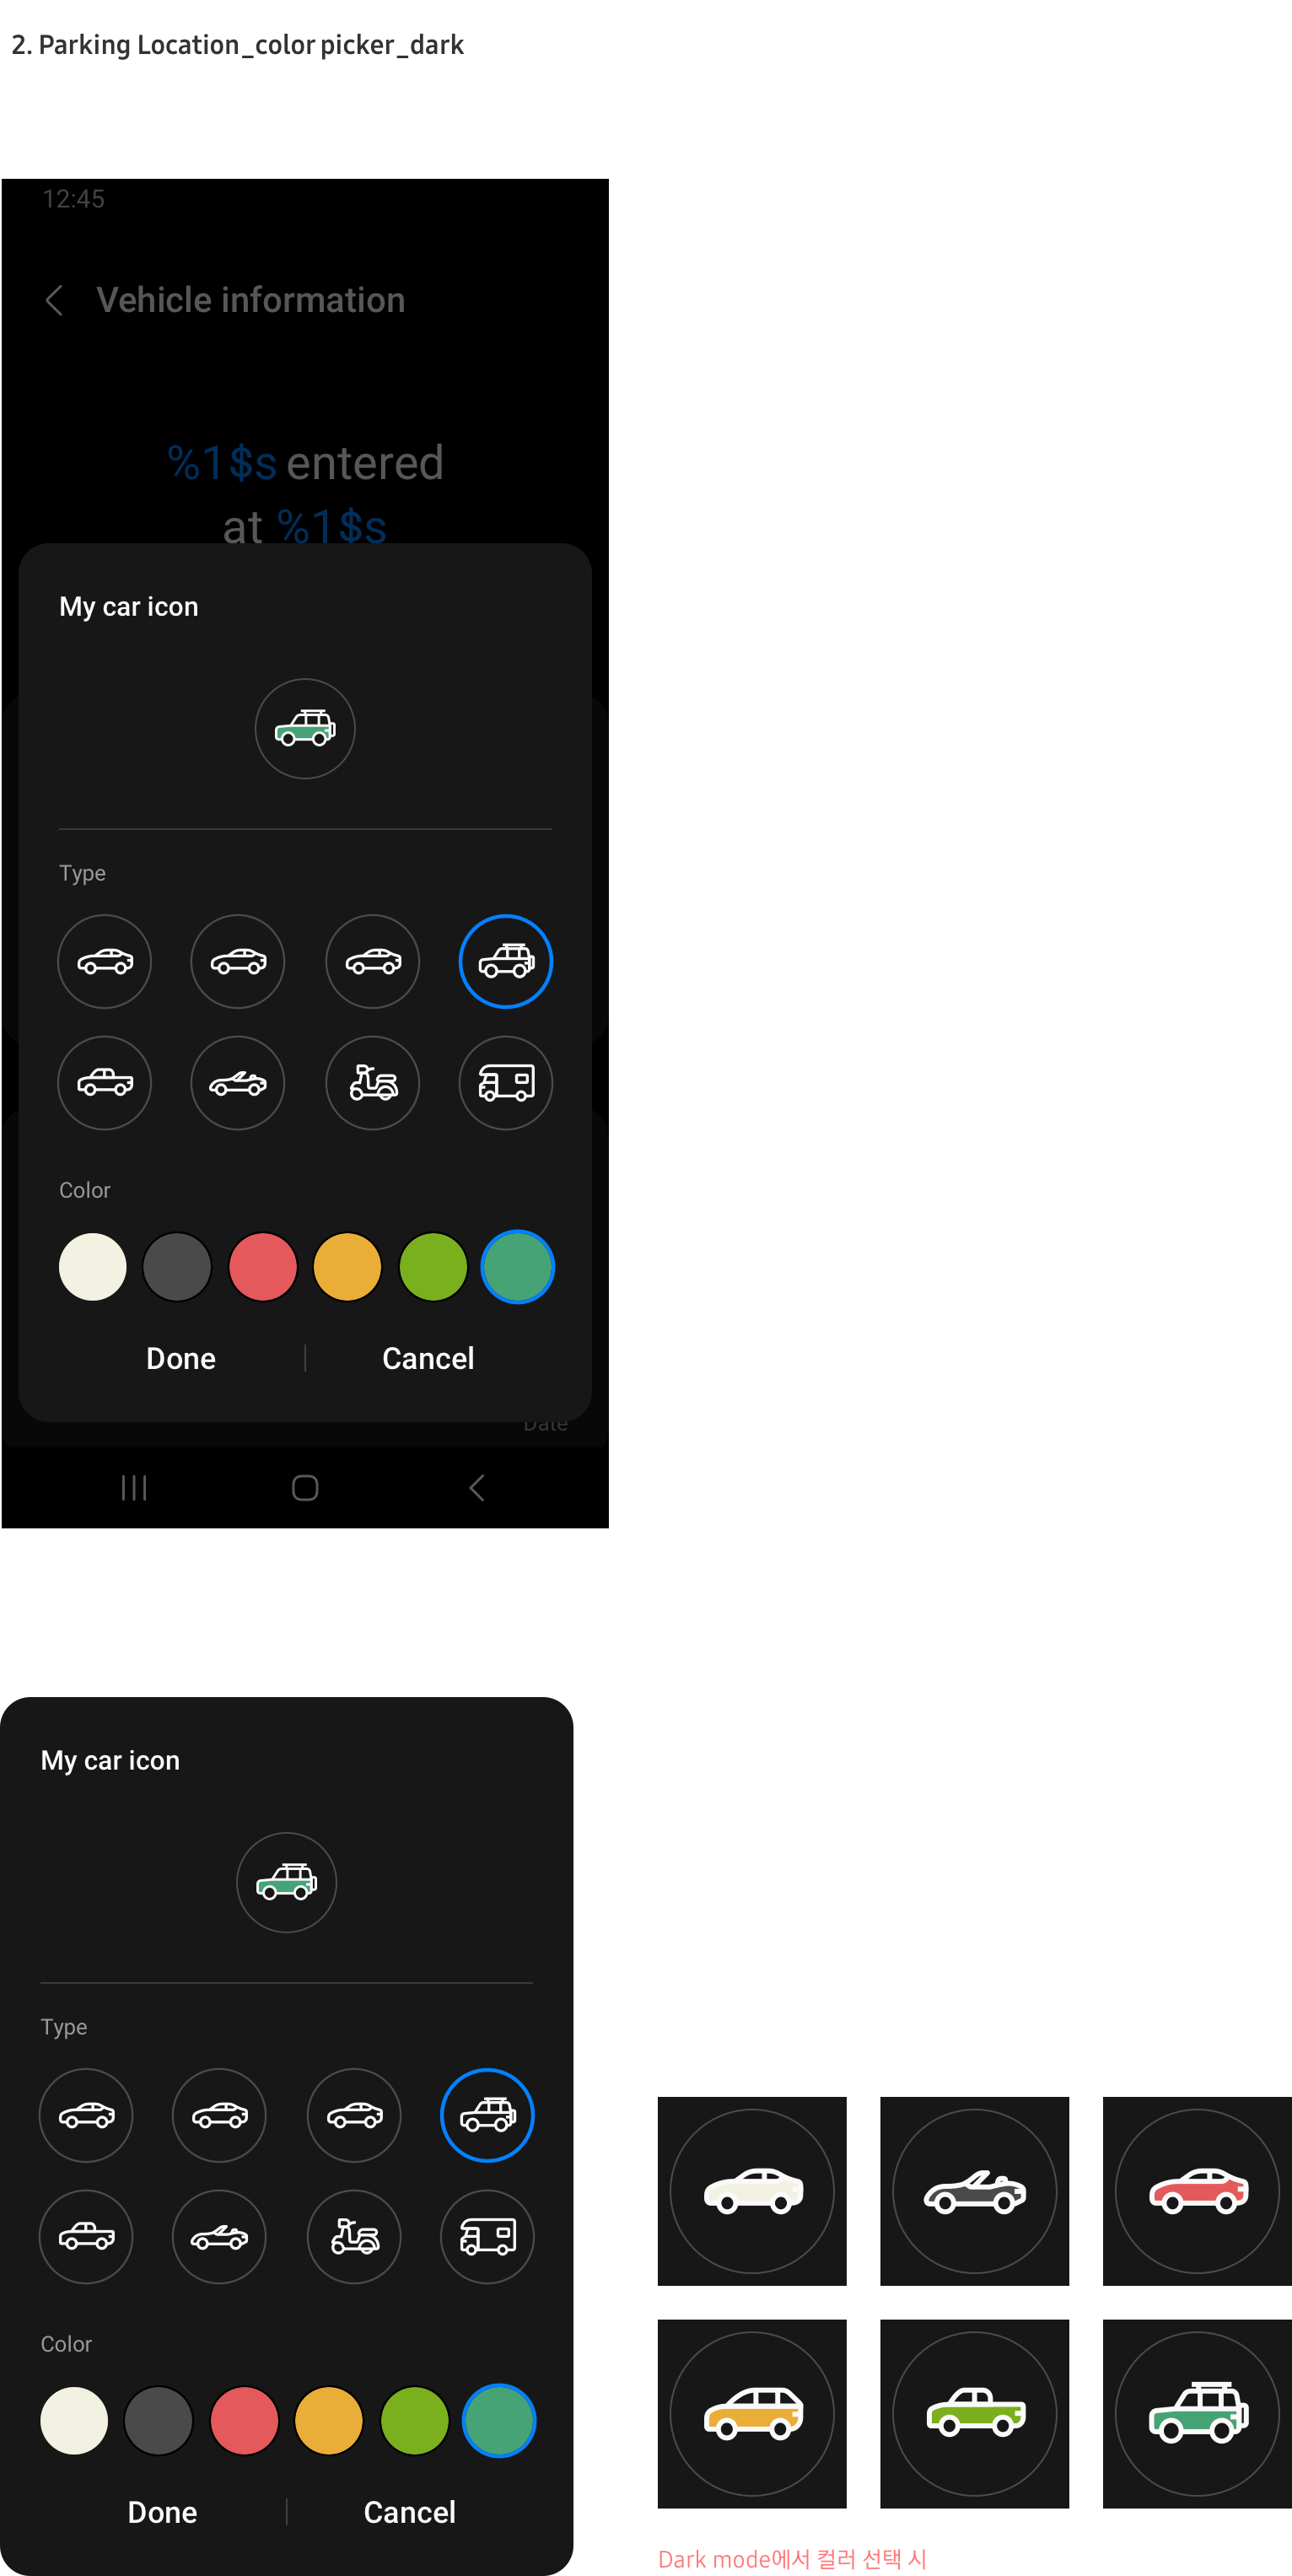 2. Parking Location_color picker_dark
12:45
Vehicle information
%1$s entered
at %1$s
My car icon
Type
Color
Done
Cancel
Date
My car icon
Type
Color
Done
Cancel
Dark mode에서 컬러 선택 시